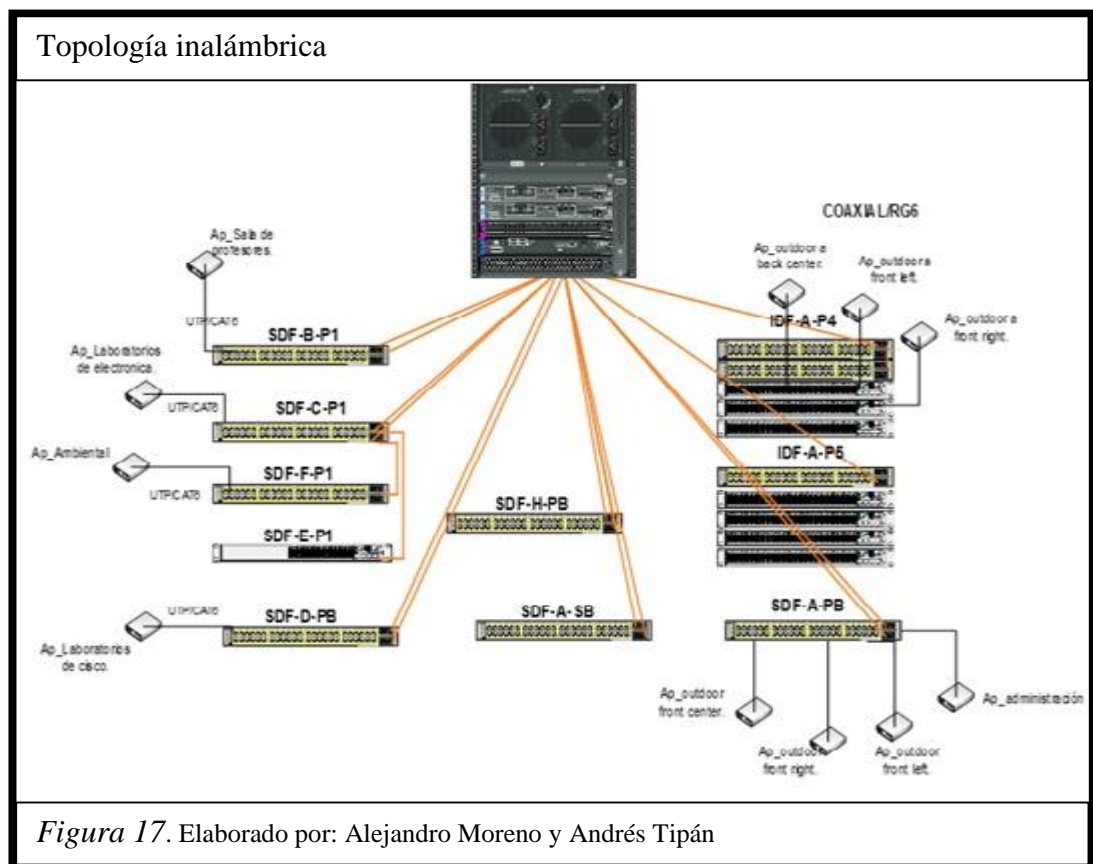 Topología inalámbrica
COAXIAL/RG6
Ap_Sala de
profesores.
UTP/CAT6
SDF-B-P1
Ap_Laboratorios
de electronica.
UTP/CAT6
SDF-C-P1
Ap_Ambiental
UTP/CAT6
SDF-F-P1
SDF-E-P1
UTP/CAT6
SDF-D-PB
Ap_Laboratorios
de cisco.
SDF-H-PB
SDF-A-SB
Ap_outdoor a
back center.
Ap_outdoor a
front left.
Ap_outdoor a
front right.
IDF-A-P4
IDF-A-P5
SDF-A-PB
Ap_outdoor
front center.
Ap_outdoor
front right.
Ap_outdoor
front left.
Ap_administración
Figura 17. Elaborado por: Alejandro Moreno y Andrés Tipán